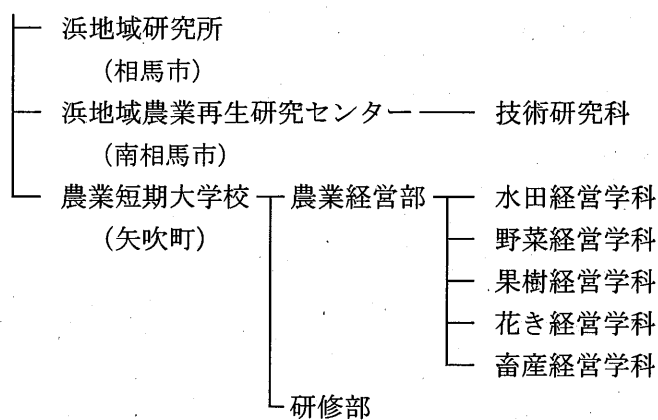 浜地域研究所
（相馬市）
浜地域農業再生研究センター 技術研究科
（南相馬市）
農業短期大学校 農業経営部 水田経営学科
（矢吹町） 野菜経営学科
果樹経営学科
花き経営学科
畜産経営学科
研修部